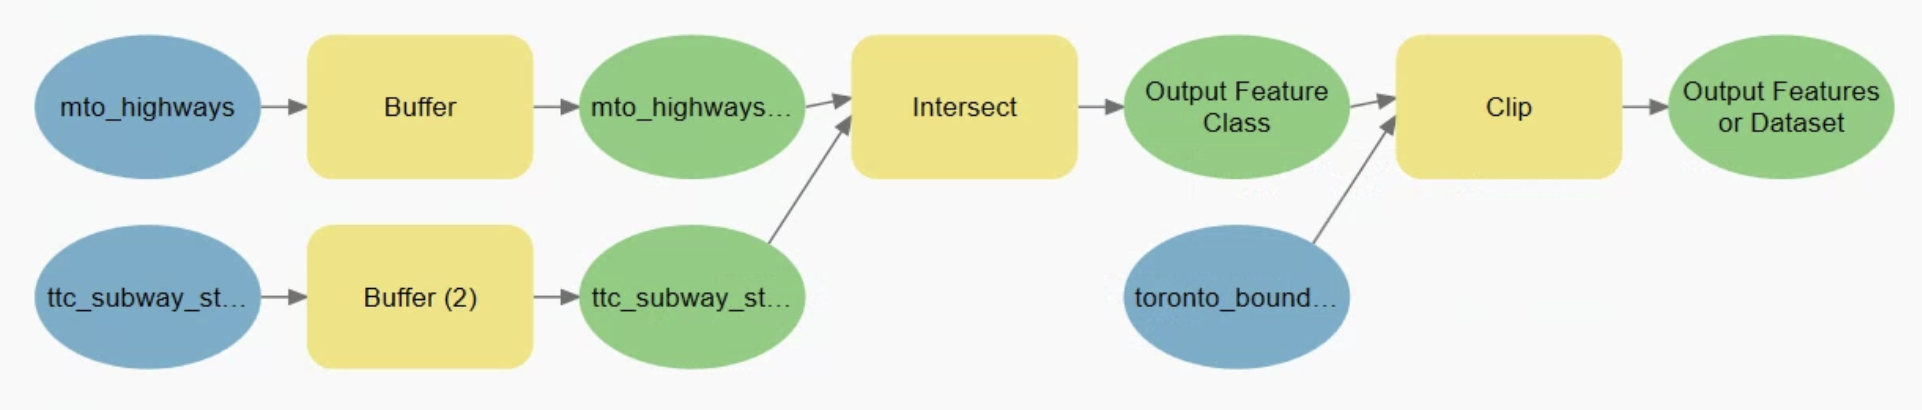 mto_highways
Buffer
mto_highways...
Intersect
Output Feature
Class
Clip
Output Features
or Dataset
ttc_subway_st...
Buffer (2)
ttc_subway_st...
toronto_bound...